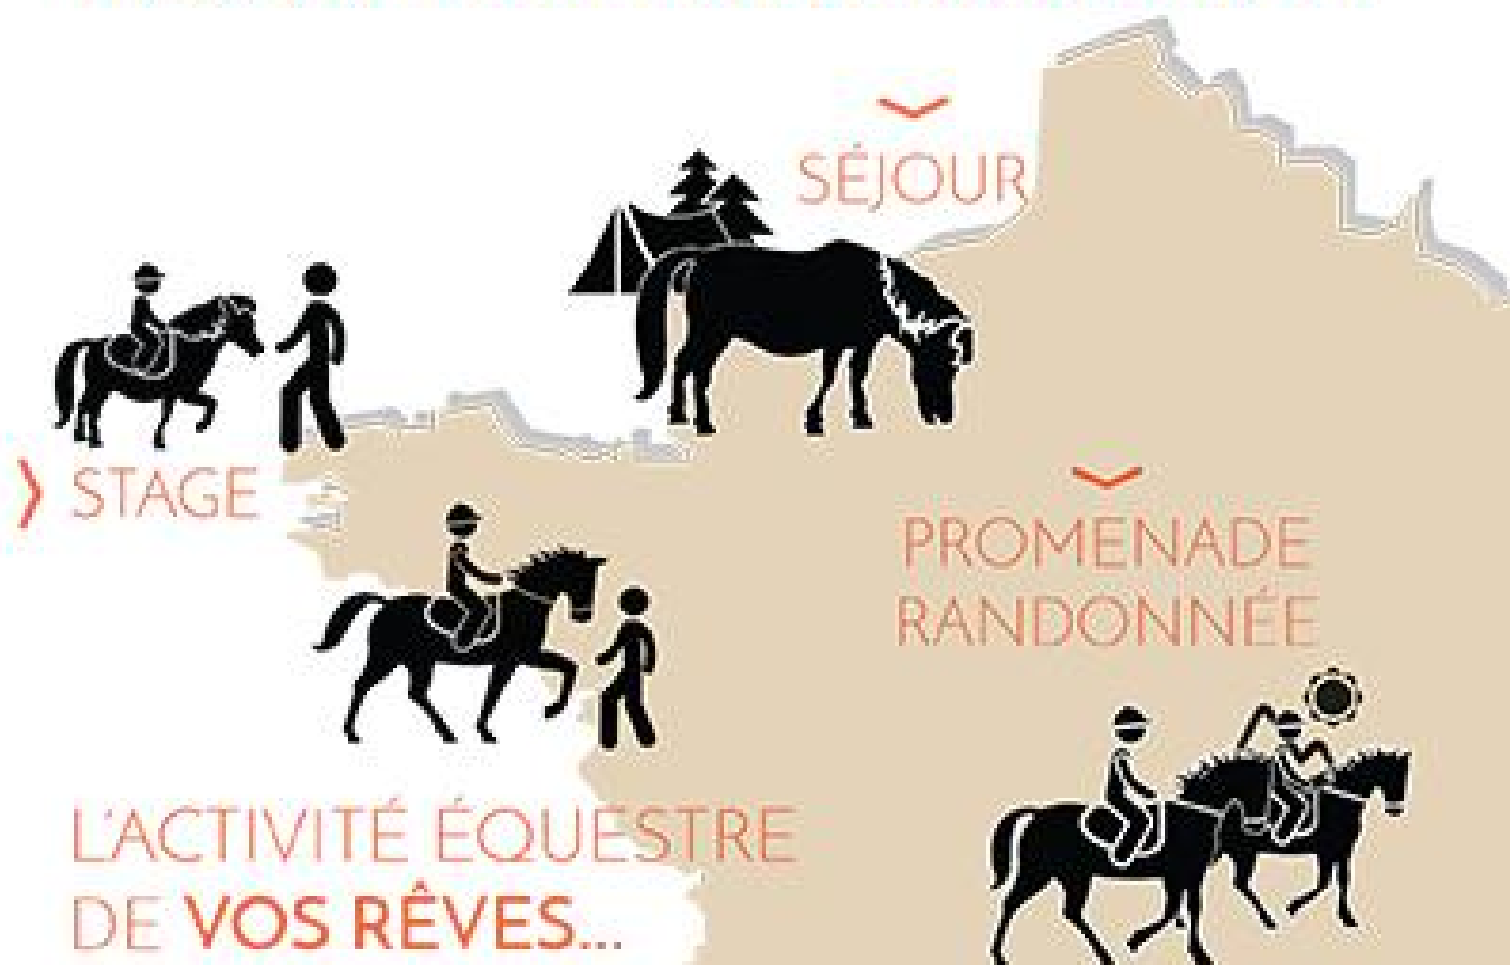 SÉJOUR
STAGE
PROMENADE
RANDONNÉE
L'ACTIVITÉ ÉQUESTRE
DE VOS RÊVES...